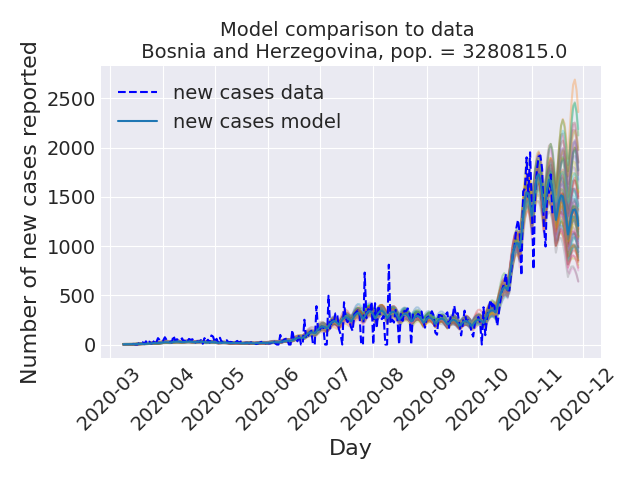 Model comparison to data
Bosnia and Herzegovina, pop. = 3280815.0
Number of new cases reported
2500
2000
1500
1000
500
0
new cases data
new cases model
2020-03
2020-04
2020-05
2020-06
2020-07
2020-08
2020-09
2020-10
2020-11
2020-12
Day